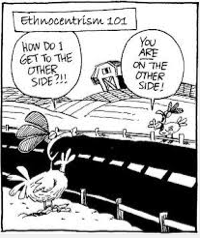 Ethnocentrism 101
HOW DO I
GET TO THE
OTHER
SIDE?!!
YOU
ARE
ON THE
OTHER
SIDE!